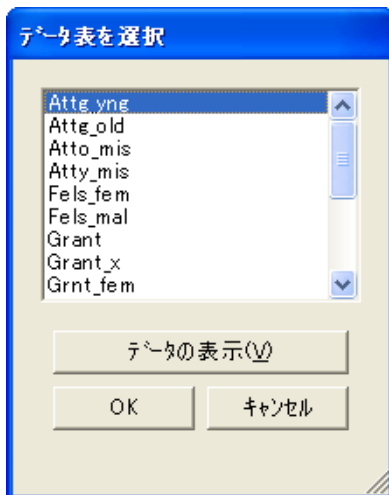 ﾃﾞｰﾀ表を選択
Attg_yng
Attg_old
Atto_mis
Atty_mis
Fels_fem
Fels_mal
Grant
Grant_x
Grnt_fem
ﾃﾞｰﾀの表示(V)
OK
ｷｬﾝｾﾙ